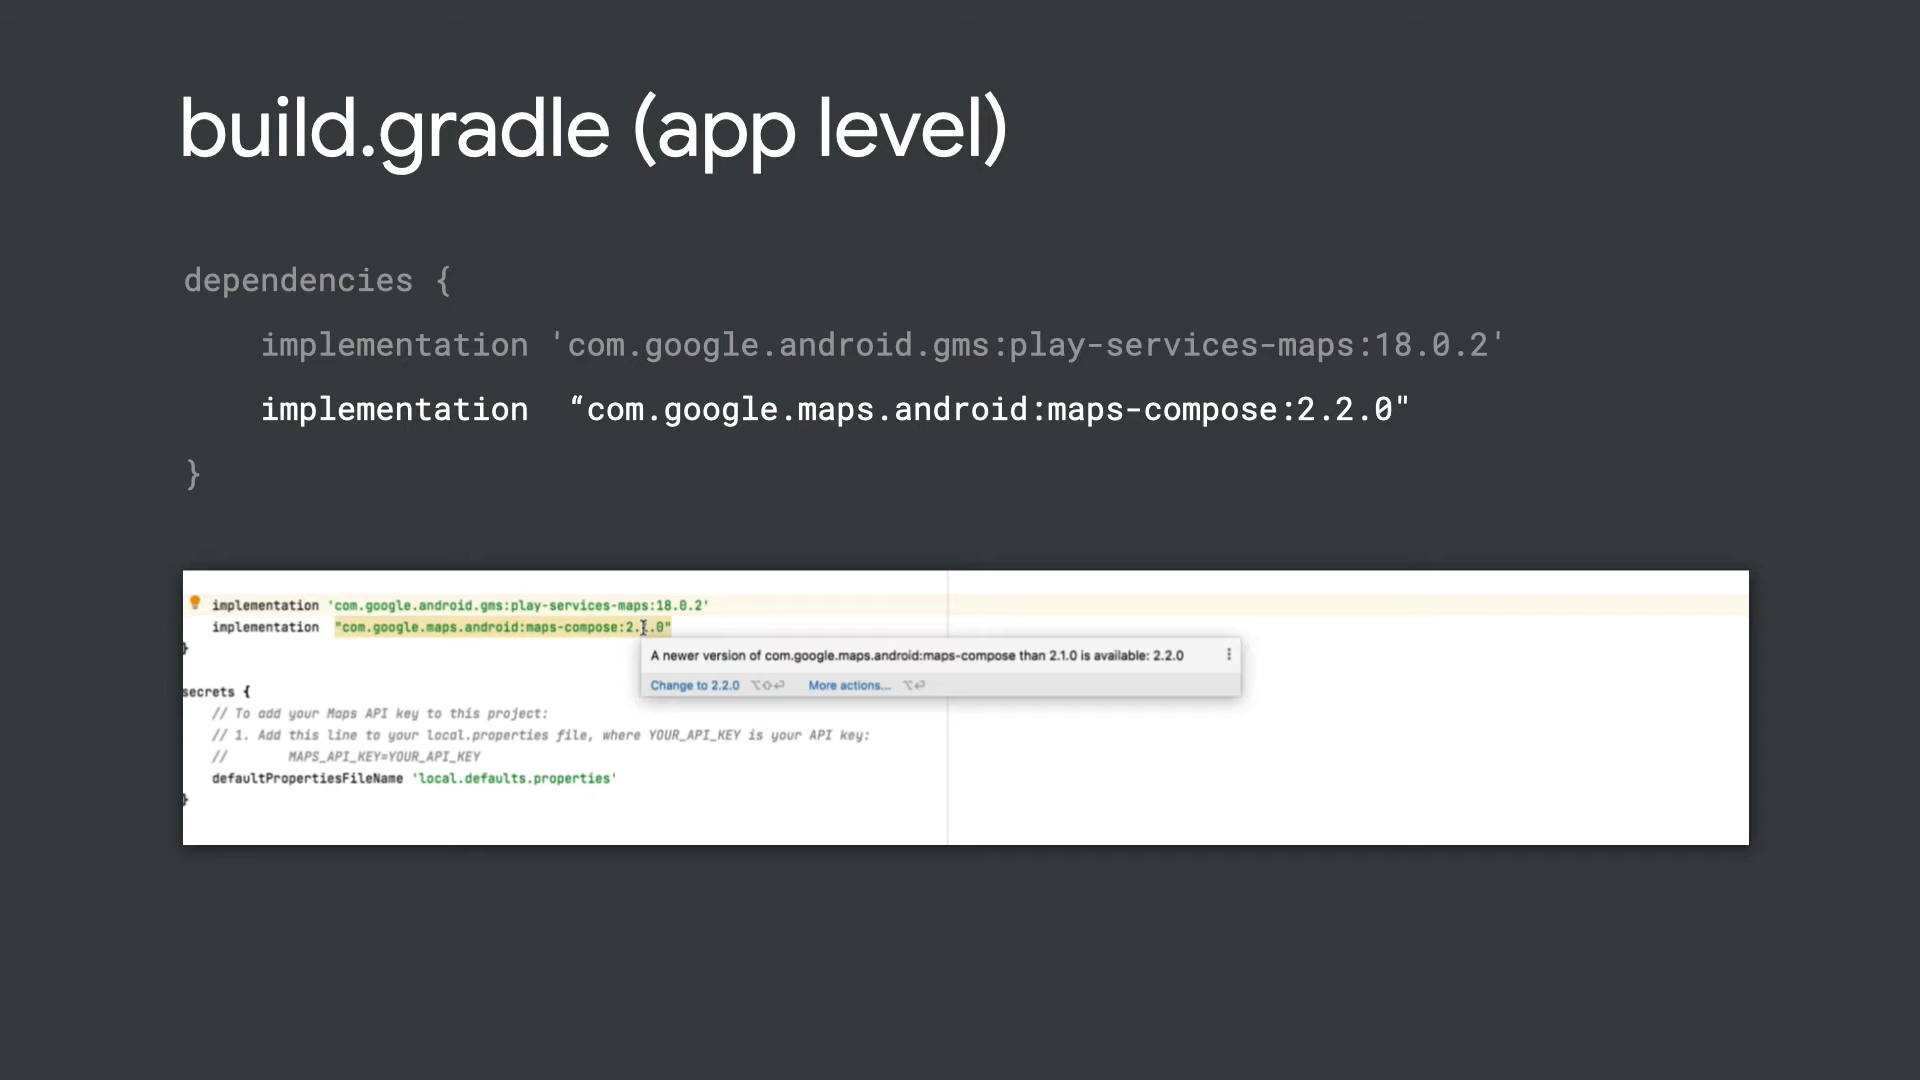 build.gradle (app level)
dependencies {
implementation 'com.google.android.gms:play-services-maps:18.0.2'
implementation “com.google.maps.android:maps-compose:2.2.0"
}
implementation 'com.google.android.gms:play-services-maps:18.0.2'
implementation "com.google.maps.android:maps-compose:2.1.0"
}
A newer version of com.google.maps.android:maps-compose than 2.1.0 is available: 2.2.0
Change to 2.2.0 ⌥⇧⏎ More actions... ⌥⏎
secrets {
// To add your Maps API key to this project:
// 1. Add this line to your local.properties file, where YOUR_API_KEY is your API key:
// MAPS_API_KEY=YOUR_API_KEY
defaultPropertiesFileName 'local.defaults.properties'
}